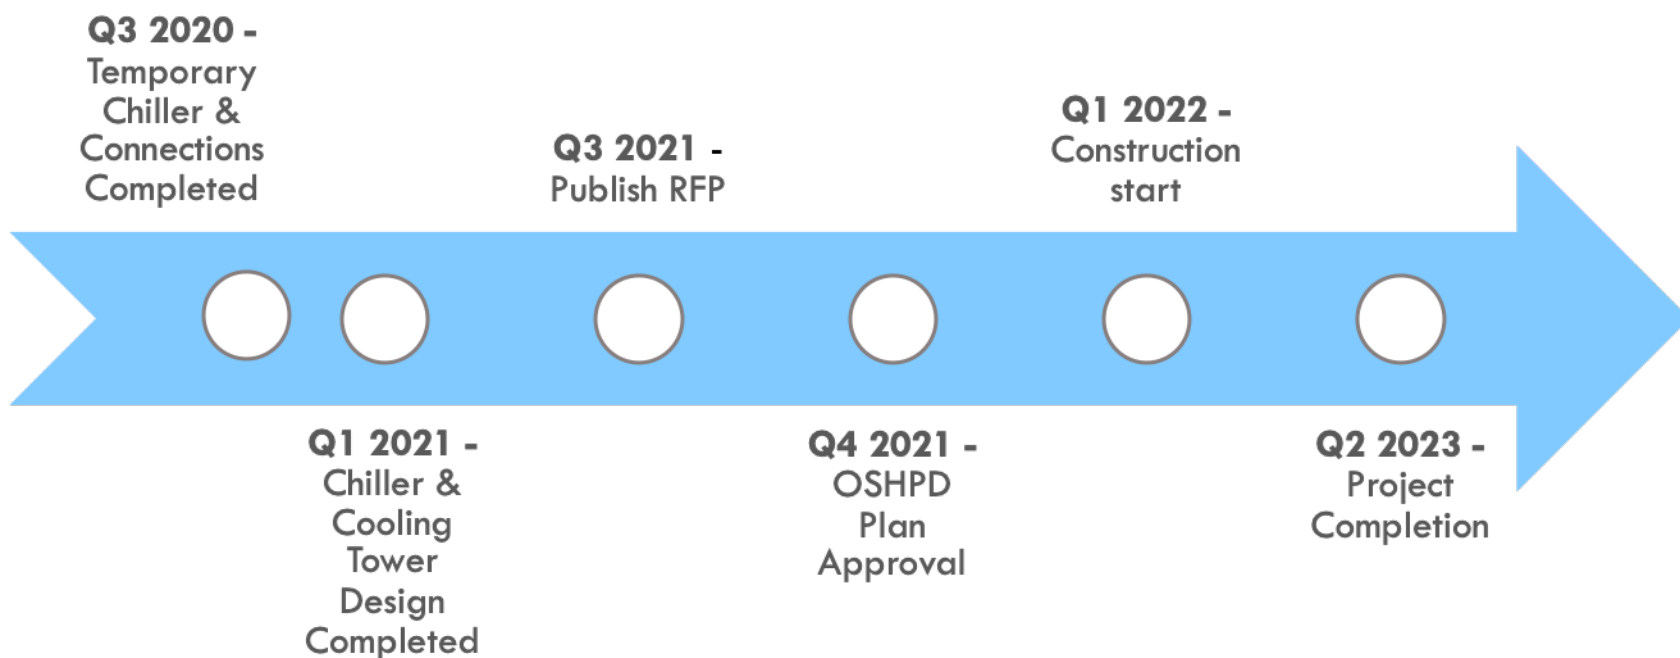 Q3 2020 -
Temporary
Chiller &
Connections
Completed
Q1 2021 -
Chiller &
Cooling
Tower
Design
Completed
Q3 2021 -
Publish RFP
Q4 2021 -
OSHPD
Plan
Approval
Q1 2022 -
Construction
start
Q2 2023 -
Project
Completion